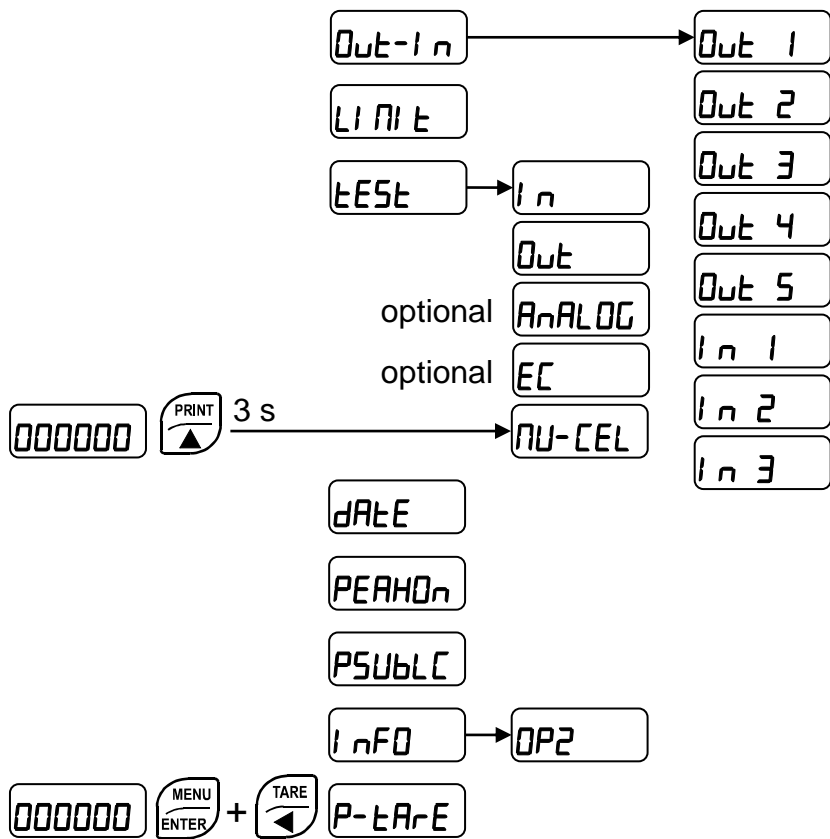 Out-In Out 1
LIMIt Out 2
tESt In Out 3
Out Out 4
optional AnALOG Out 5
optional EC In 1
000000 PRINT 3 s MU-CEL In 2
In 3
dAtE
PEAHOn
PSUbLC
InFO OP2
000000 MENU ENTER + TARE P-tArE